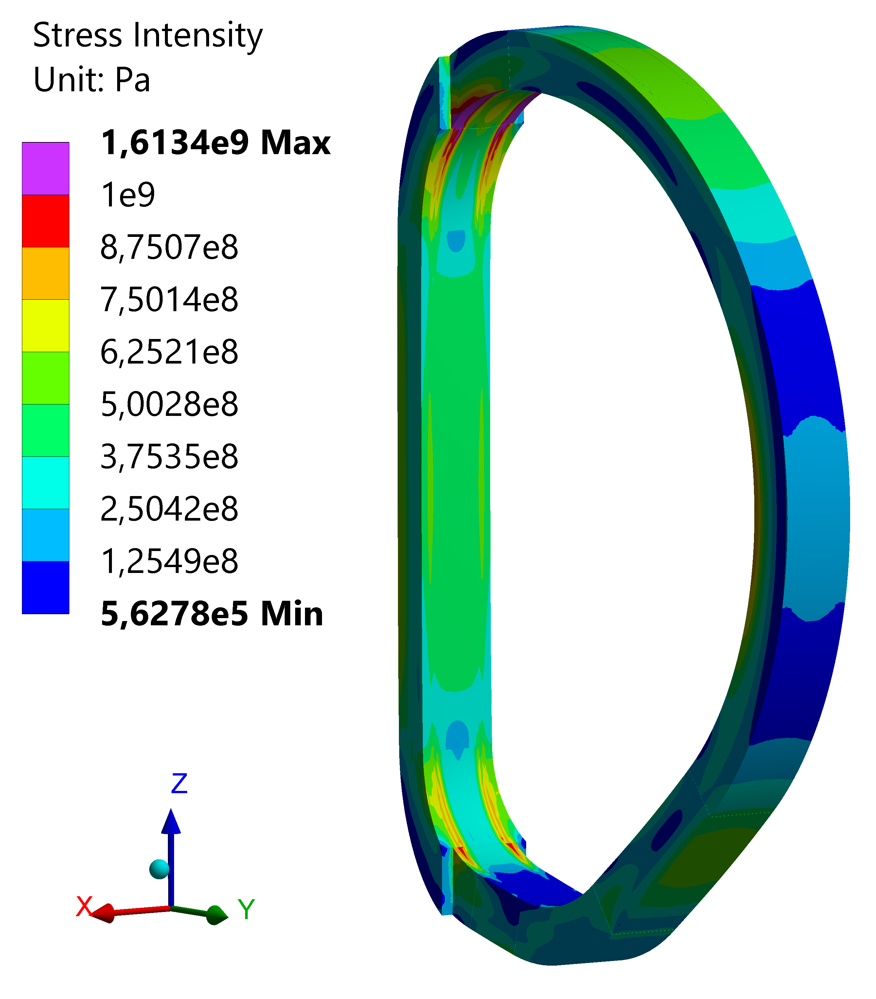 Stress Intensity
Unit: Pa
1,6134e9 Max
1e9
8,7507e8
7,5014e8
6,2521e8
5,0028e8
3,7535e8
2,5042e8
1,2549e8
5,6278e5 Min
Z
X
Y